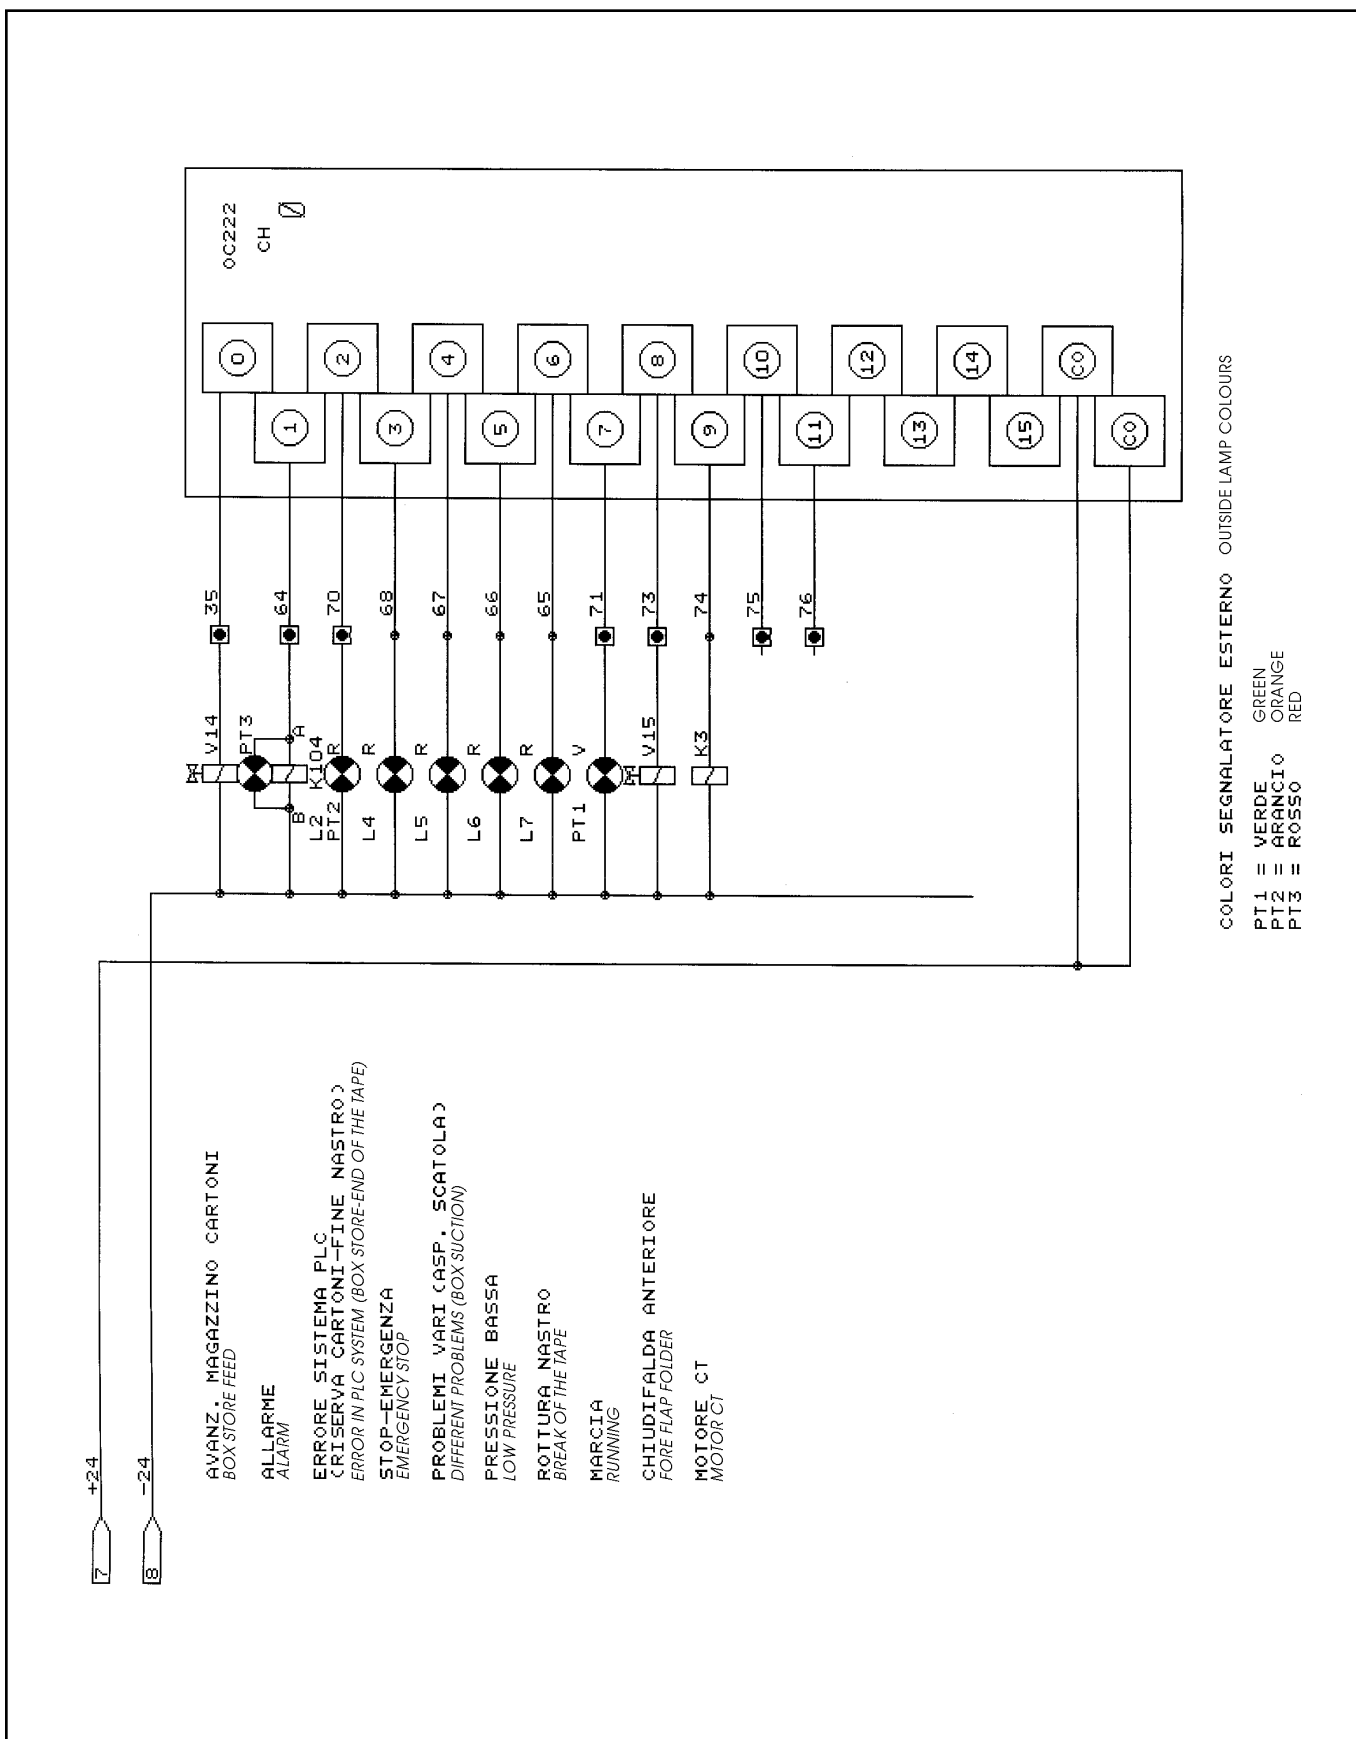 7 +24
8 -24
AVANZ. MAGAZZINO CARTONI
BOX STORE FEED
ALLARME
ALARM
ERRORE SISTEMA PLC
(RISERVA CARTONI-FINE NASTRO)
ERROR IN PLC SYSTEM (BOX STORE-END OF THE TAPE)
STOP-EMERGENZA
EMERGENCY STOP
PROBLEMI VARI (ASP. SCATOLA)
DIFFERENT PROBLEMS (BOX SUCTION)
PRESSIONE BASSA
LOW PRESSURE
ROTTURA NASTRO
BREAK OF THE TAPE
MARCIA
RUNNING
CHIUDIFALDA ANTERIORE
FORE FLAP FOLDER
MOTORE CT
MOTOR CT
V14 35 0
PT3
B A 64 1
K104
L2
PT2 R 70 2
L4 R 68 3
L5 R 67 4
L6 R 66 5
L7 R 65 6
PT1 V 71 7
V15 73 8
K3 74 9
75 10
76 11
12
13
14
15
CO
CO
OC222
CH 0
COLORI SEGNALATORE ESTERNO OUTSIDE LAMP COLOURS
PT1 = VERDE GREEN
PT2 = ARANCIO ORANGE
PT3 = ROSSO RED